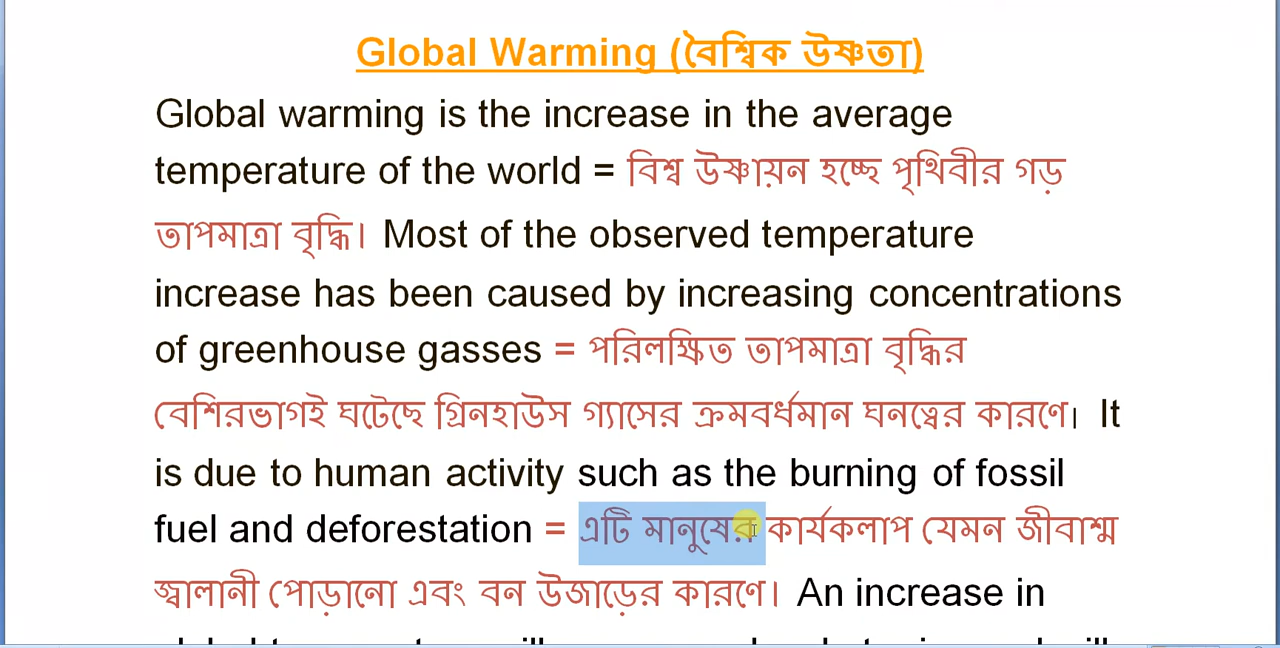 Global Warming (বৈশ্বিক উষ্ণতা)
Global warming is the increase in the average
temperature of the world = বিশ্ব উষ্ণায়ন হচ্ছে পৃথিবীর গড়
তাপমাত্রা বৃদ্ধি। Most of the observed temperature
increase has been caused by increasing concentrations
of greenhouse gasses = পরিলক্ষিত তাপমাত্রা বৃদ্ধির
বেশিরভাগই ঘটেছে গ্রিনহাউস গ্যাসের ক্রমবর্ধমান ঘনত্বের কারণে। It
is due to human activity such as the burning of fossil
fuel and deforestation = এটি মানুষের কার্যকলাপ যেমন জীবাশ্ম
জ্বালানী পোড়ানো এবং বন উজাড়ের কারণে। An increase in